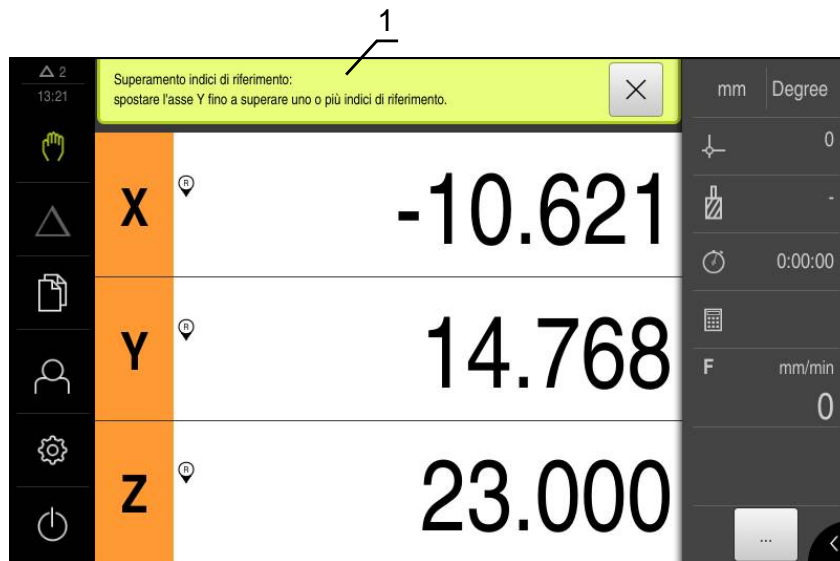 1
2
13:21
Superamento indici di riferimento:
spostare l'asse Y fino a superare uno o più indici di riferimento.
mm Degree
0
-
0:00:00
F mm/min
0
X R -10.621
Y R 14.768
Z R 23.000
...